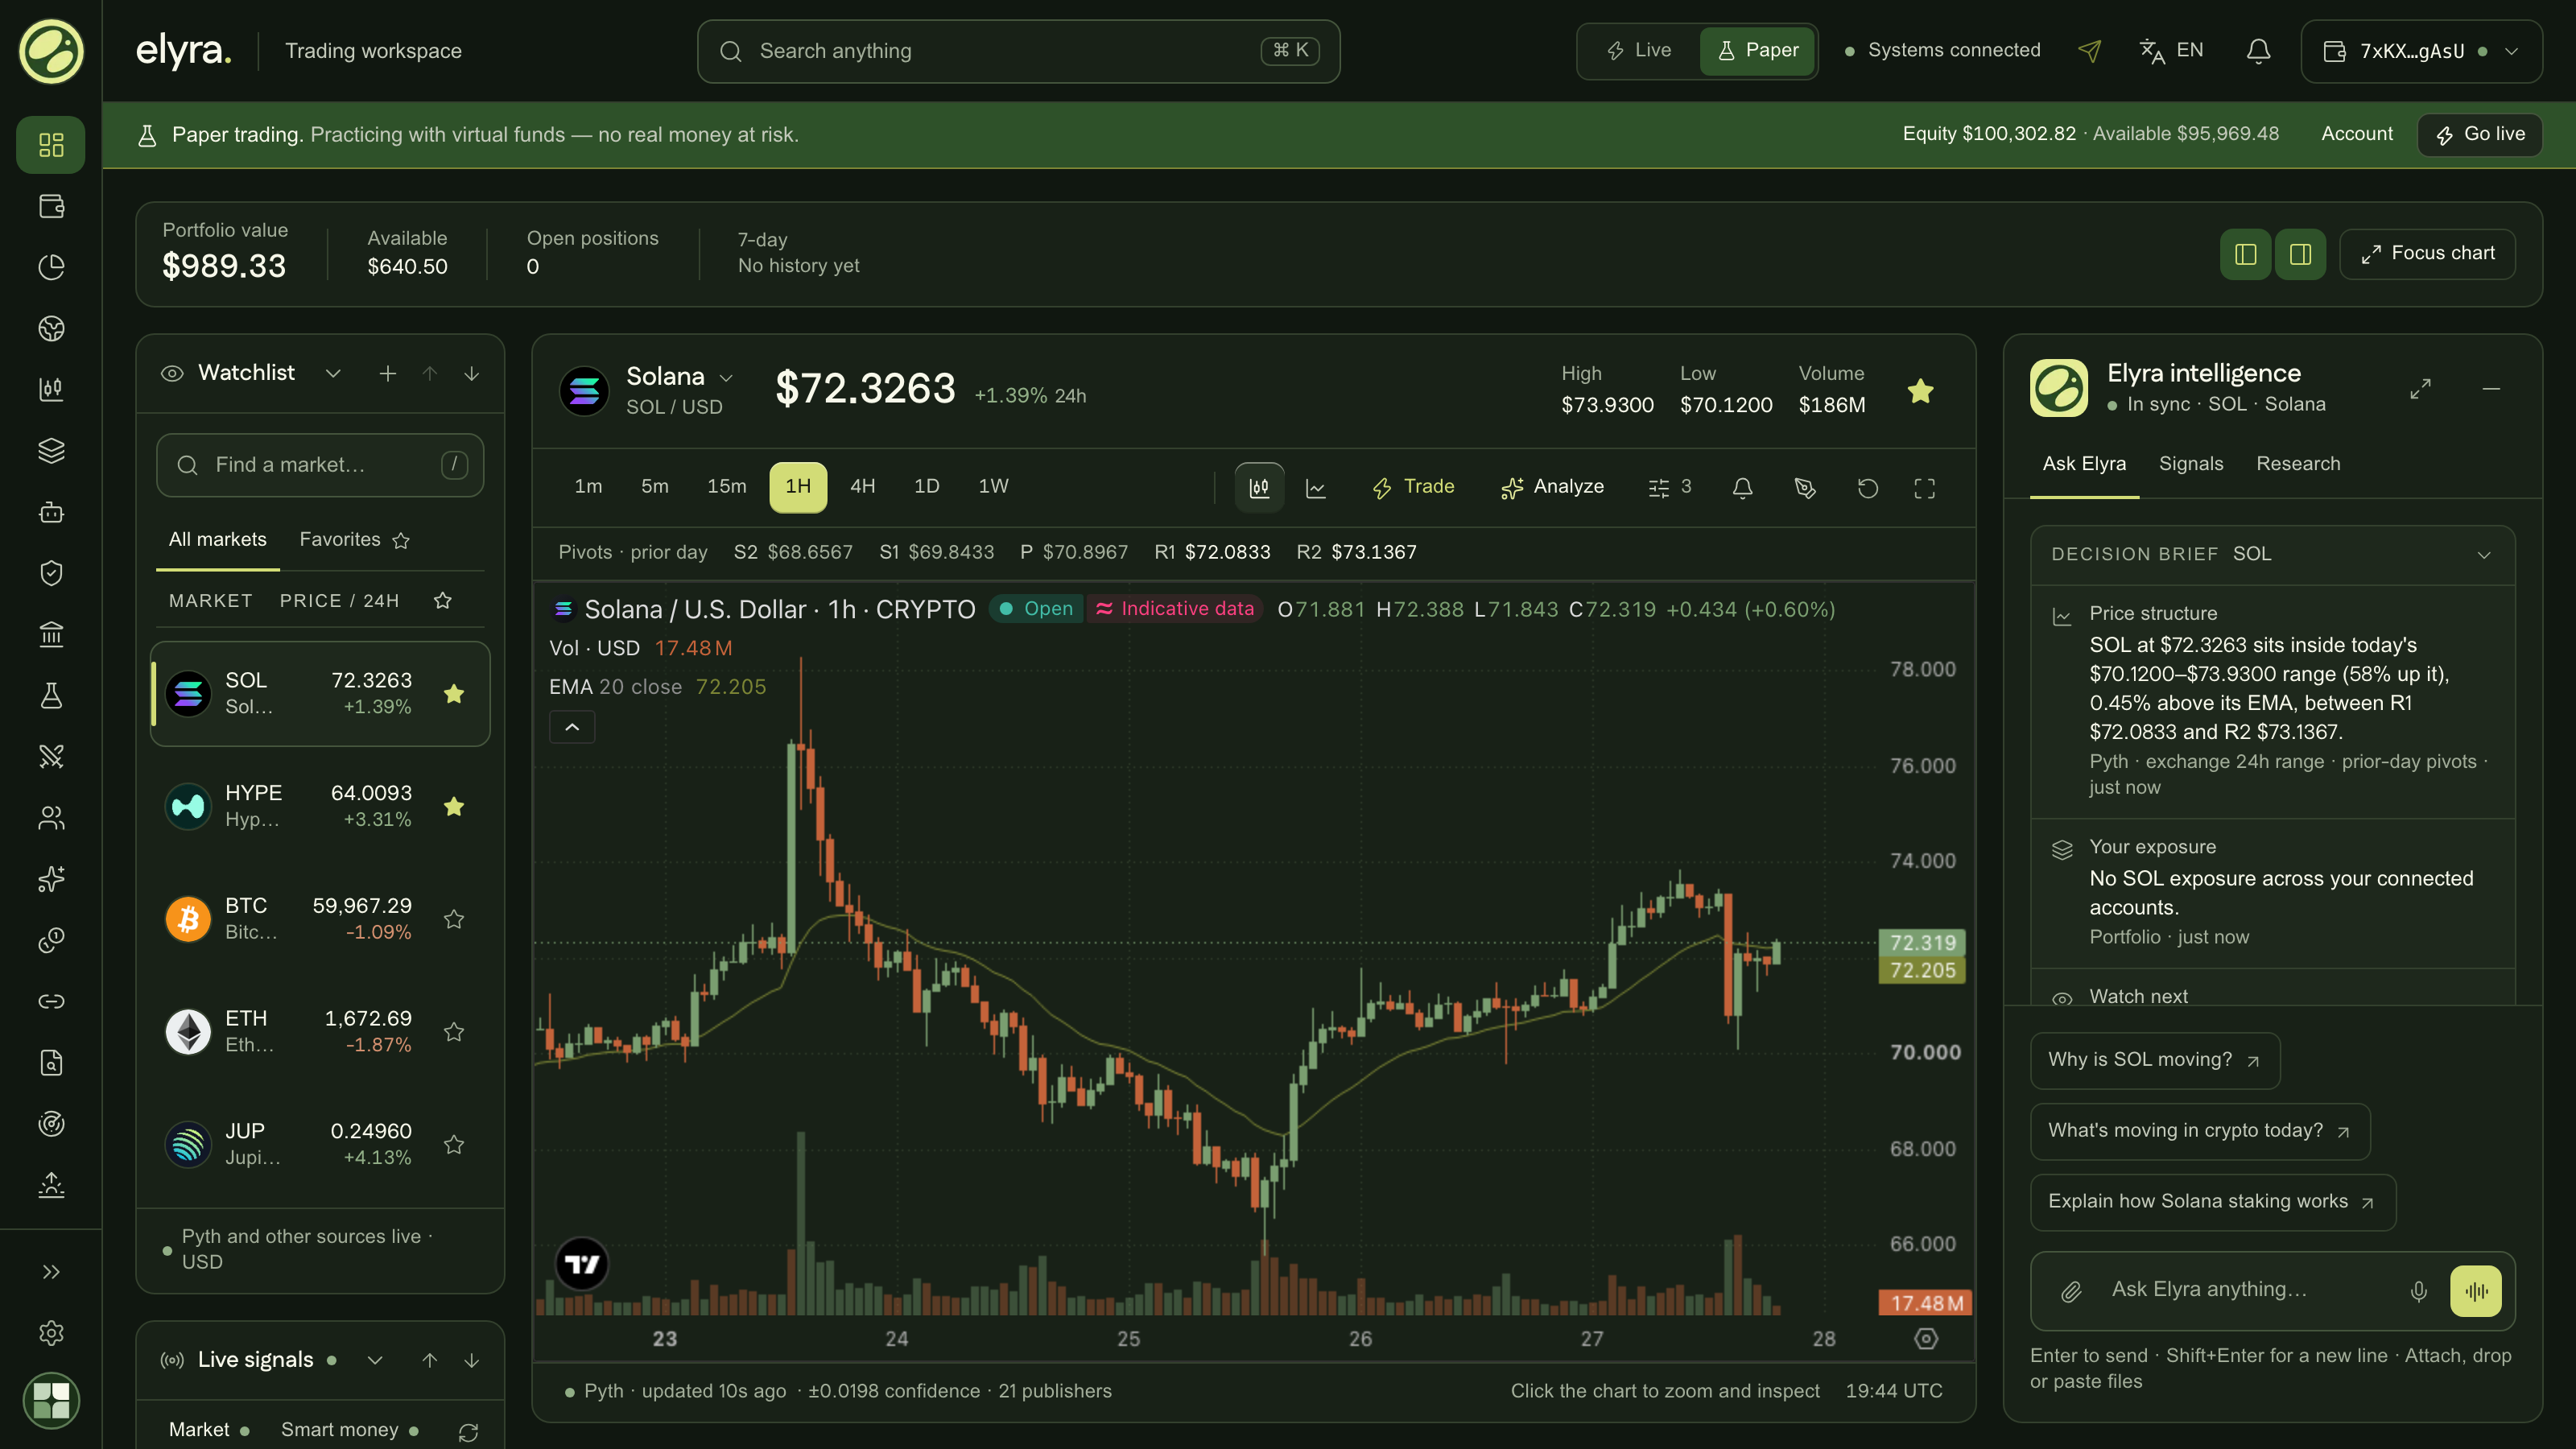 elyra.
Trading workspace
Search anything
⌘ K
Live
Paper
Systems connected
EN
7xKX…gAsU
Paper trading. Practicing with virtual funds — no real money at risk.
Equity $100,302.82 · Available $95,969.48
Account
Go live
Portfolio value
$989.33
Available
$640.50
Open positions
0
7-day
No history yet
Focus chart
Watchlist
Find a market…
/
All markets
Favorites
MARKET
PRICE / 24H
SOL
72.3263
Sol…
+1.39%
HYPE
64.0093
Hyp…
+3.31%
BTC
59,967.29
Bitc…
-1.09%
ETH
1,672.69
Eth…
-1.87%
JUP
0.24960
Jupi…
+4.13%
Pyth and other sources live ·
USD
Live signals
Market
Smart money
Solana
SOL / USD
$72.3263
+1.39% 24h
High
$73.9300
Low
$70.1200
Volume
$186M
1m
5m
15m
1H
4H
1D
1W
Trade
Analyze
3
Pivots · prior day
S2 $68.6567
S1 $69.8433
P $70.8967
R1 $72.0833
R2 $73.1367
Solana / U.S. Dollar · 1h · CRYPTO
Open
Indicative data
O71.881 H72.388 L71.843 C72.319 +0.434 (+0.60%)
Vol · USD 17.48 M
EMA 20 close 72.205
78.000
76.000
74.000
72.319
72.205
70.000
68.000
66.000
17.48 M
23
24
25
26
27
28
Pyth · updated 10s ago · ±0.0198 confidence · 21 publishers
Click the chart to zoom and inspect
19:44 UTC
Elyra intelligence
In sync · SOL · Solana
Ask Elyra
Signals
Research
DECISION BRIEF SOL
Price structure
SOL at $72.3263 sits inside today's
$70.1200–$73.9300 range (58% up it),
0.45% above its EMA, between R1
$72.0833 and R2 $73.1367.
Pyth · exchange 24h range · prior-day pivots ·
just now
Your exposure
No SOL exposure across your connected
accounts.
Portfolio · just now
Watch next
Why is SOL moving?
What's moving in crypto today?
Explain how Solana staking works
Ask Elyra anything…
Enter to send · Shift+Enter for a new line · Attach, drop
or paste files